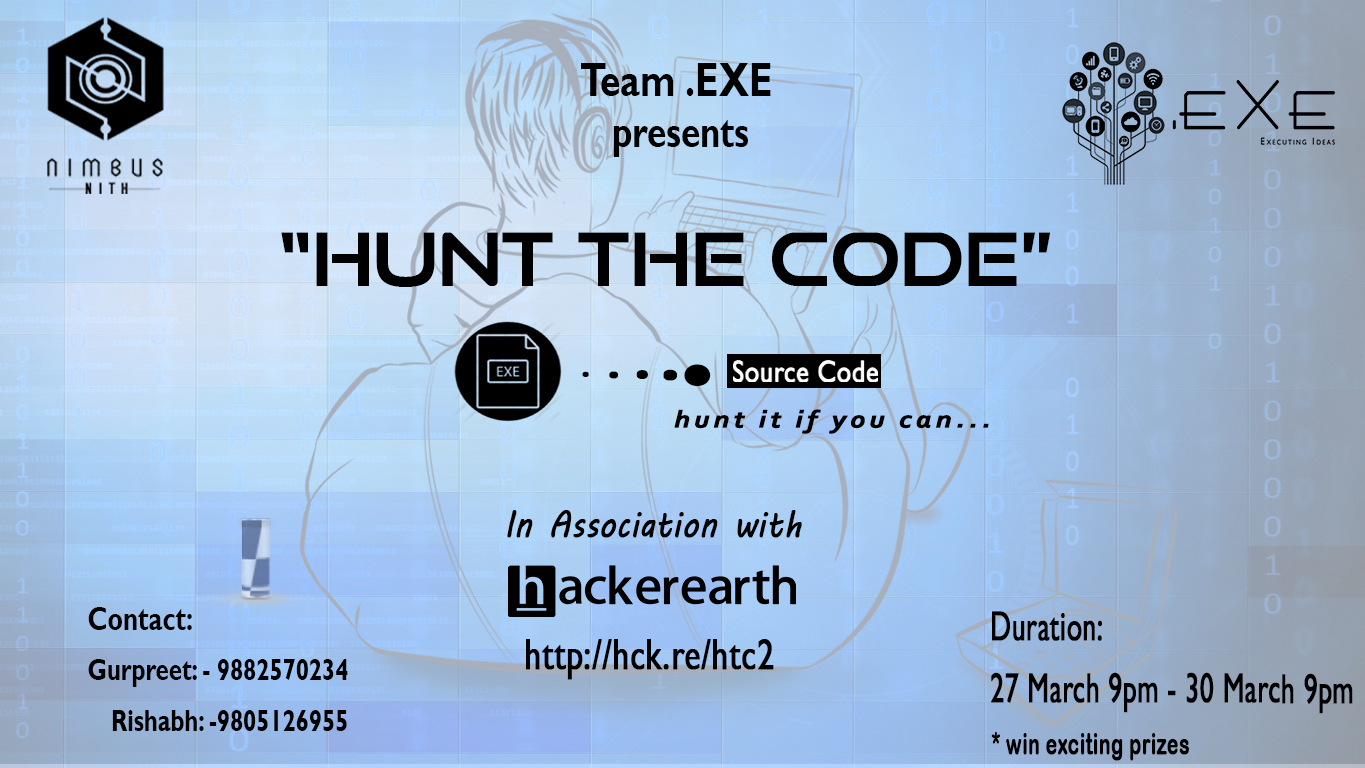 NIMBUS
NITH
Team .EXE
presents
.EXE
EXECUTING IDEAS
“HUNT THE CODE”
EXE
Source Code
hunt it if you can...
In Association with
hackerearth
http://hck.re/htc2
Contact:
Gurpreet: - 9882570234
Rishabh: -9805126955
Duration:
27 March 9pm - 30 March 9pm
* win exciting prizes